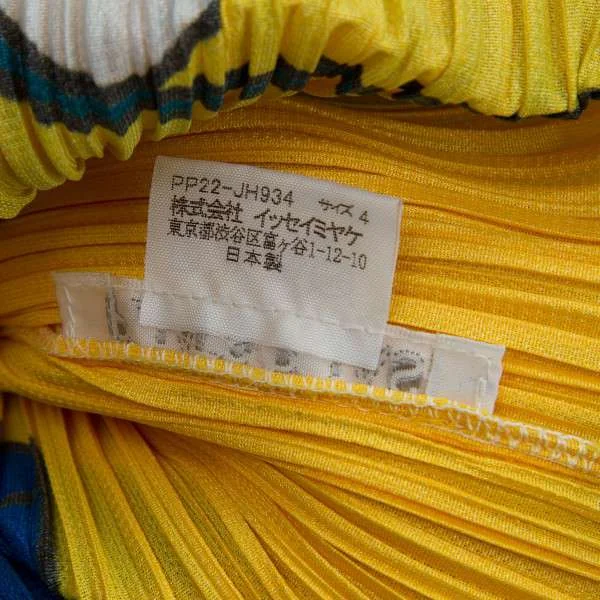 PP22-JH934 サイズ 4
株式会社 イッセイミヤケ
東京都渋谷区富ヶ谷1-12-10
日本製